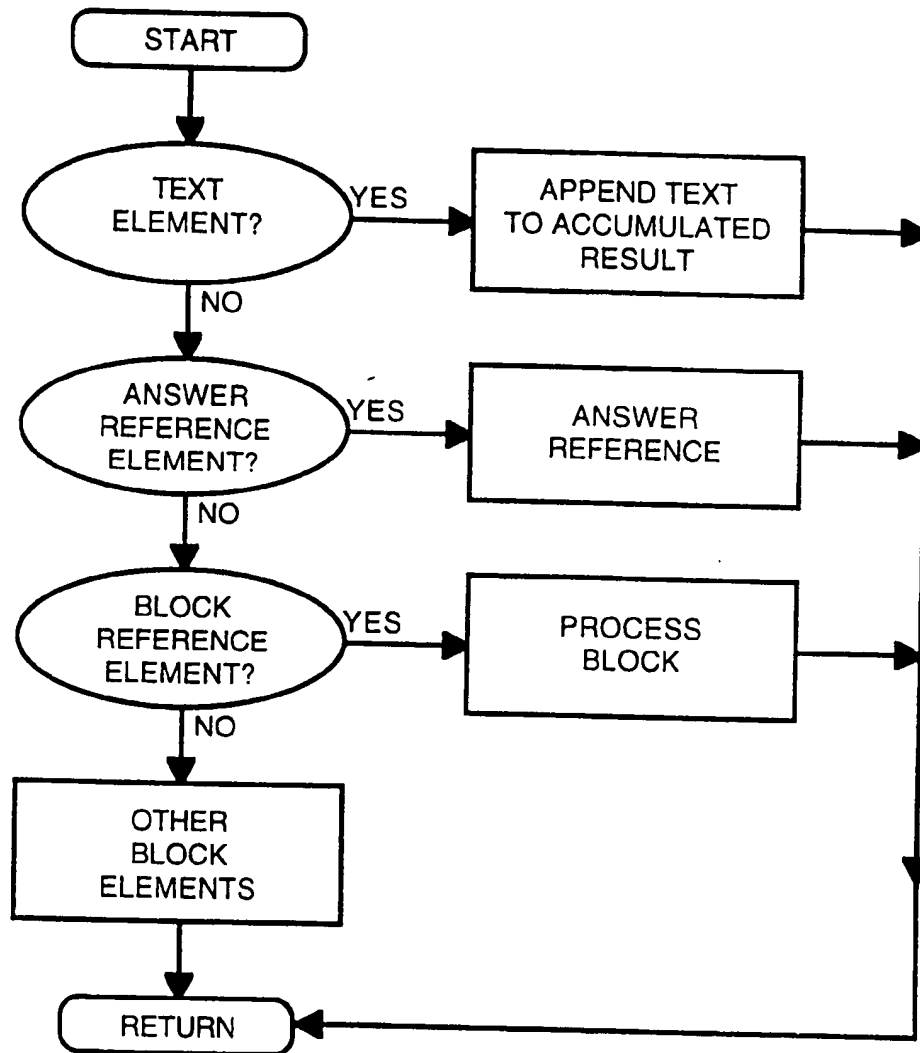 START
TEXT
ELEMENT?
YES
APPEND TEXT
TO ACCUMULATED
RESULT
NO
ANSWER
REFERENCE
ELEMENT?
YES
ANSWER
REFERENCE
NO
BLOCK
REFERENCE
ELEMENT?
YES
PROCESS
BLOCK
NO
OTHER
BLOCK
ELEMENTS
RETURN